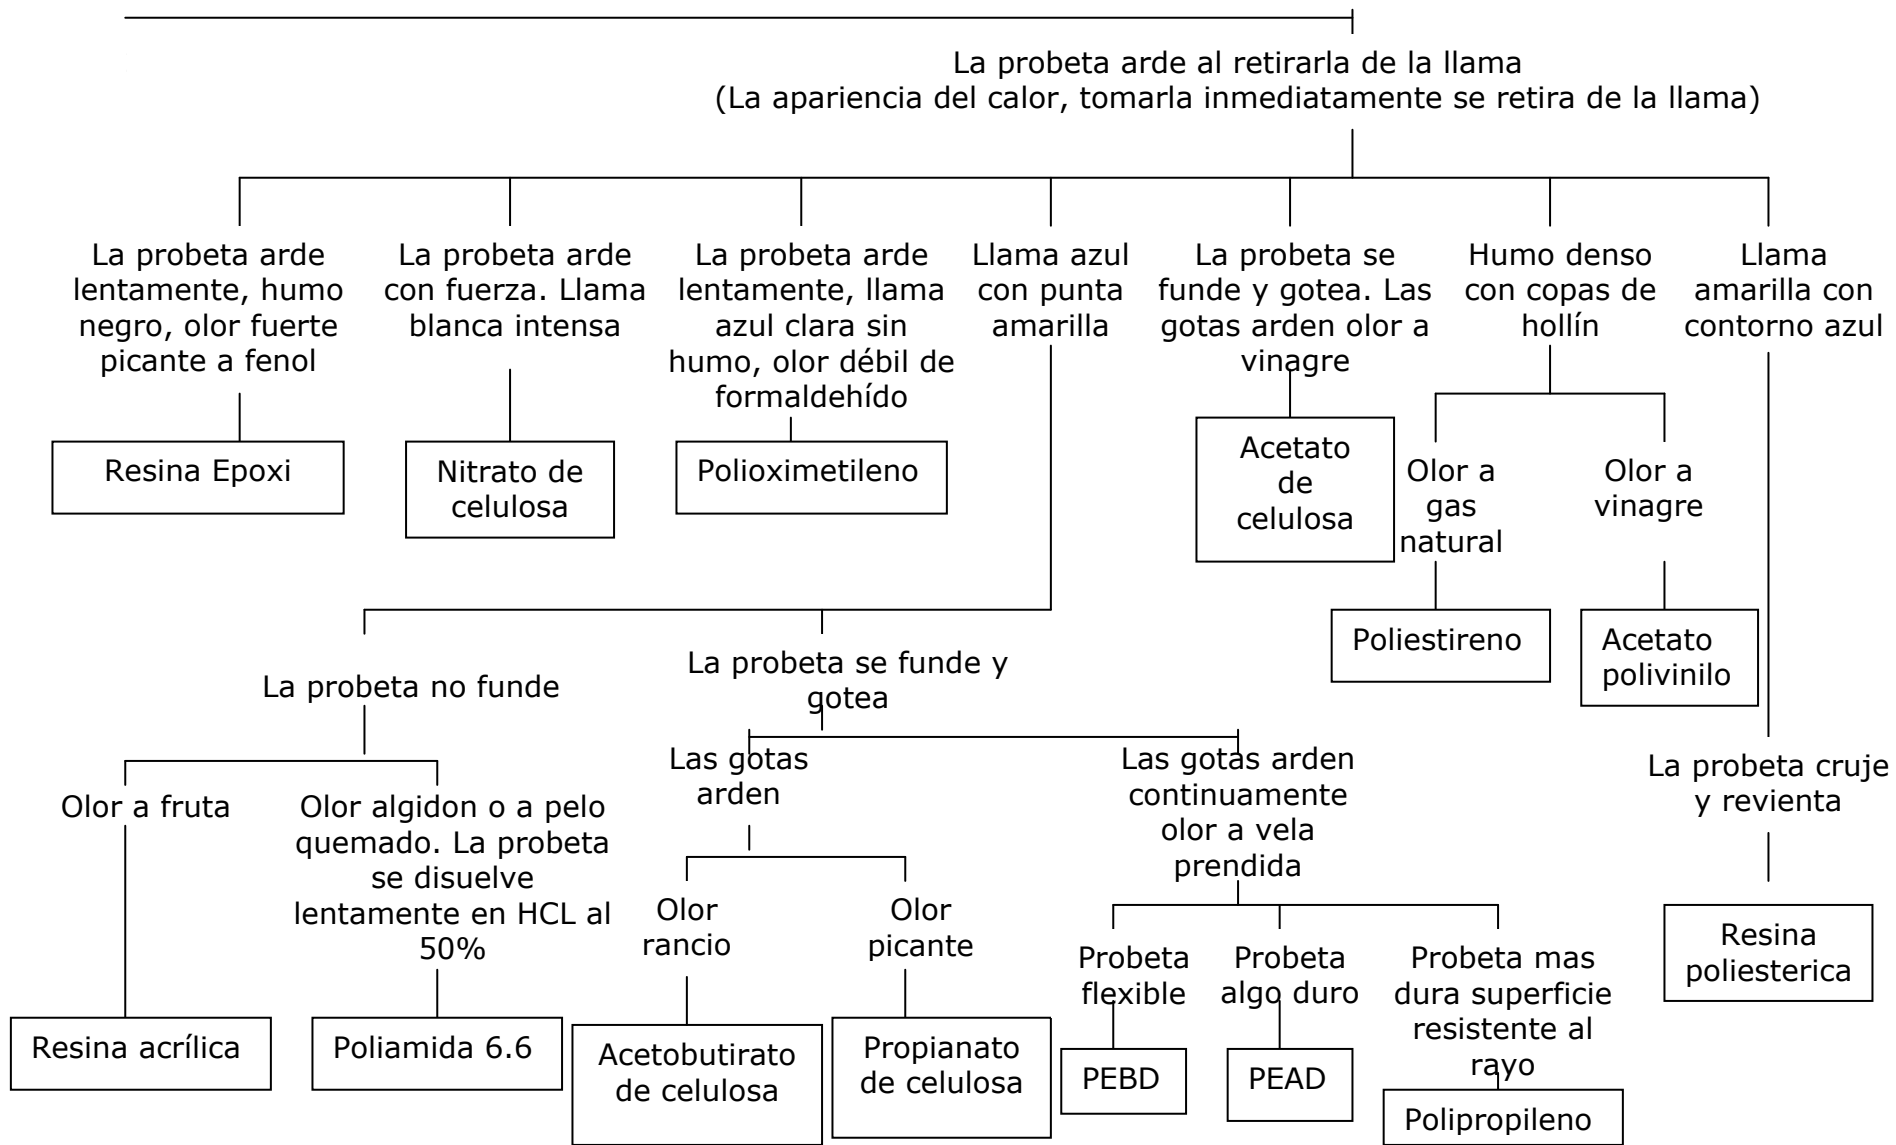 La probeta arde al retirarla de la llama
(La apariencia del calor, tomarla inmediatamente se retira de la llama)
La probeta arde
lentamente, humo
negro, olor fuerte
picante a fenol
La probeta arde
con fuerza. Llama
blanca intensa
La probeta arde
lentamente, llama
azul clara sin
humo, olor débil de
formaldehído
Llama azul
con punta
amarilla
La probeta se
funde y gotea. Las
gotas arden olor a
vinagre
Humo denso
con copas de
hollín
Llama
amarilla con
contorno azul
Resina Epoxi
Nitrato de
celulosa
Polioximetileno
Acetato
de
celulosa
Olor a
gas
natural
Olor a
vinagre
Poliestireno
Acetato
polivinilo
La probeta no funde
La probeta se funde y
gotea
Olor a fruta
Olor algidon o a pelo
quemado. La probeta
se disuelve
lentamente en HCL al
50%
Las gotas
arden
Las gotas arden
continuamente
olor a vela
prendida
La probeta cruje
y revienta
Olor
rancio
Olor
picante
Probeta
flexible
Probeta
algo duro
Probeta mas
dura superficie
resistente al
rayo
Resina
poliesterica
Resina acrílica
Poliamida 6.6
Acetobutirato
de celulosa
Propianato
de celulosa
PEBD
PEAD
Polipropileno